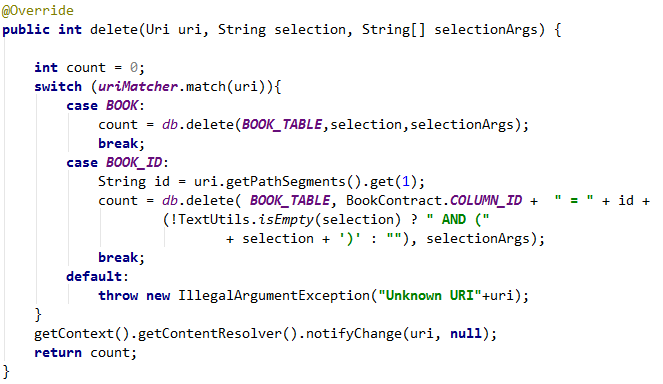 @Override
public int delete(Uri uri, String selection, String[] selectionArgs) {
int count = 0;
switch (uriMatcher.match(uri)){
case BOOK:
count = db.delete(BOOK_TABLE,selection,selectionArgs);
break;
case BOOK_ID:
String id = uri.getPathSegments().get(1);
count = db.delete( BOOK_TABLE, BookContract.COLUMN_ID +  " = " + id +
(!TextUtils.isEmpty(selection) ? " AND ("
+ selection + ')' : ""), selectionArgs);
break;
default:
throw new IllegalArgumentException("Unknown URI"+uri);
}
getContext().getContentResolver().notifyChange(uri, null);
return count;
}